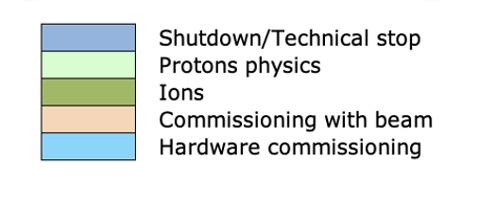 Shutdown/Technical stop
Protons physics
Ions
Commissioning with beam
Hardware commissioning